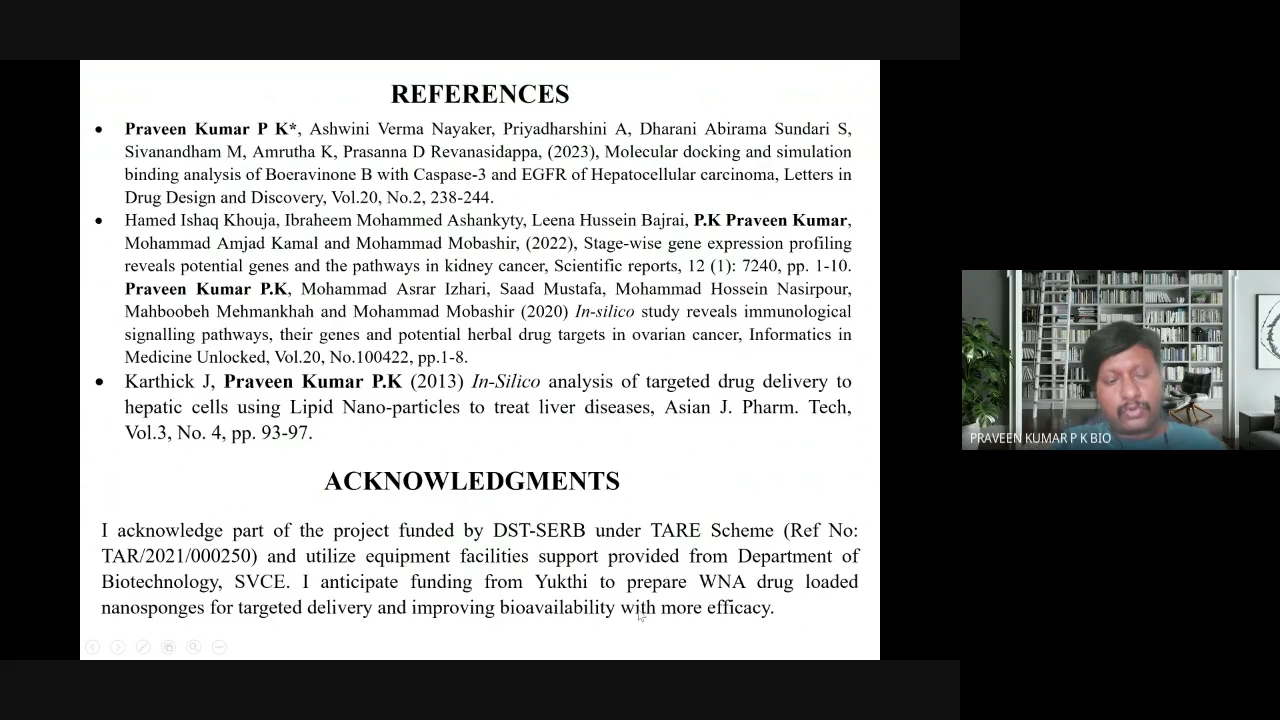 REFERENCES
• Praveen Kumar P K*, Ashwini Verma Nayaker, Priyadharshini A, Dharani Abirama Sundari S,
Sivanandham M, Amrutha K, Prasanna D Revanasidappa, (2023), Molecular docking and simulation
binding analysis of Boeravinone B with Caspase-3 and EGFR of Hepatocellular carcinoma, Letters in
Drug Design and Discovery, Vol.20, No.2, 238-244.
• Hamed Ishaq Khouja, Ibraheem Mohammed Ashankyty, Leena Hussein Bajrai, P.K Praveen Kumar,
Mohammad Amjad Kamal and Mohammad Mobashir, (2022), Stage-wise gene expression profiling
reveals potential genes and the pathways in kidney cancer, Scientific reports, 12 (1): 7240, pp. 1-10.
Praveen Kumar P.K, Mohammad Asrar Izhari, Saad Mustafa, Mohammad Hossein Nasirpour,
Mahboobeh Mehmankhah and Mohammad Mobashir (2020) In-silico study reveals immunological
signalling pathways, their genes and potential herbal drug targets in ovarian cancer, Informatics in
Medicine Unlocked, Vol.20, No.100422, pp.1-8.
• Karthick J, Praveen Kumar P.K (2013) In-Silico analysis of targeted drug delivery to
hepatic cells using Lipid Nano-particles to treat liver diseases, Asian J. Pharm. Tech,
Vol.3, No. 4, pp. 93-97.
ACKNOWLEDGMENTS
I acknowledge part of the project funded by DST-SERB under TARE Scheme (Ref No:
TAR/2021/000250) and utilize equipment facilities support provided from Department of
Biotechnology, SVCE. I anticipate funding from Yukthi to prepare WNA drug loaded
nanosponges for targeted delivery and improving bioavailability with more efficacy.
PRAVEEN KUMAR P K BIO